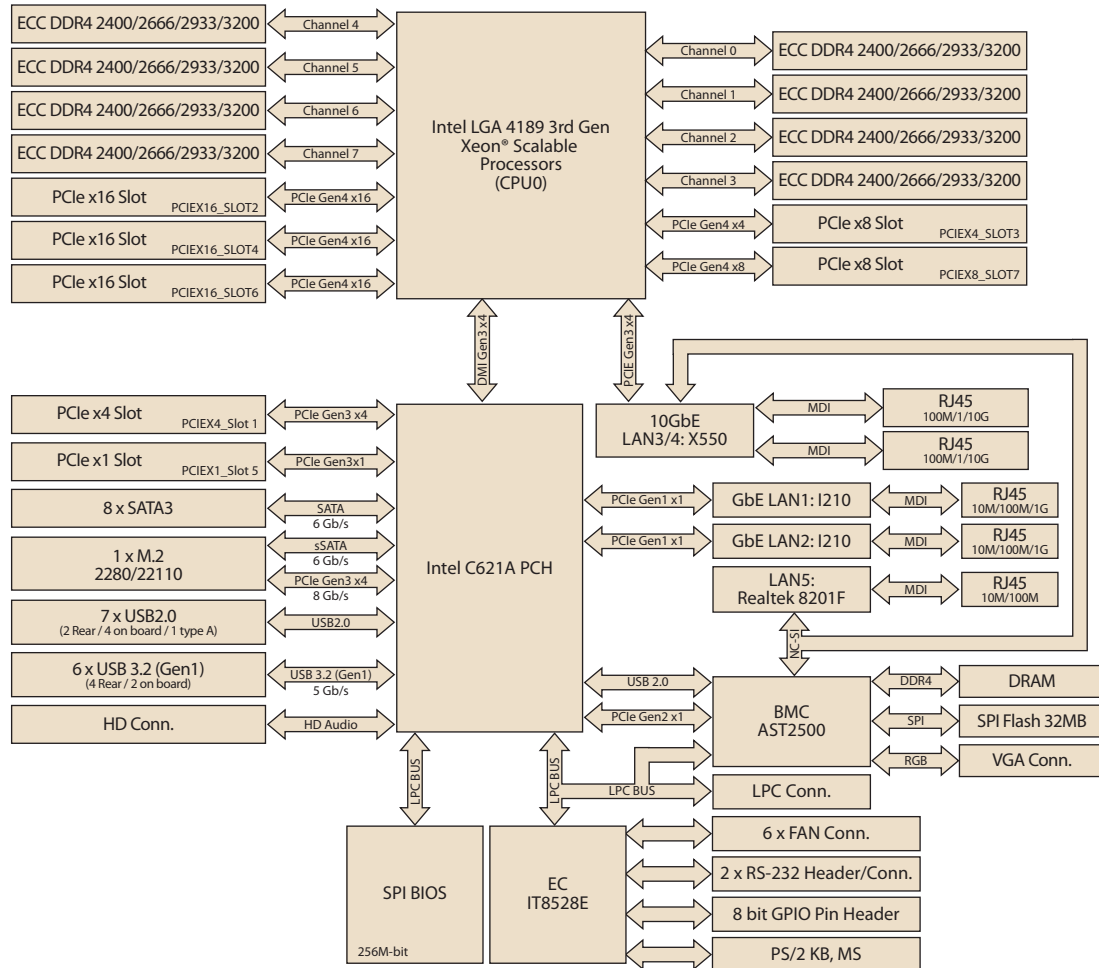 ECC DDR4 2400/2666/2933/3200
Channel 4
ECC DDR4 2400/2666/2933/3200
Channel 5
ECC DDR4 2400/2666/2933/3200
Channel 6
ECC DDR4 2400/2666/2933/3200
Channel 7
PCIe x16 Slot
PCIEX16_SLOT2
PCIe Gen4 x16
PCIe x16 Slot
PCIEX16_SLOT4
PCIe Gen4 x16
PCIe x16 Slot
PCIEX16_SLOT6
PCIe Gen4 x16
Intel LGA 4189 3rd Gen
Xeon® Scalable
Processors
(CPU0)
Channel 0
ECC DDR4 2400/2666/2933/3200
Channel 1
ECC DDR4 2400/2666/2933/3200
Channel 2
ECC DDR4 2400/2666/2933/3200
Channel 3
ECC DDR4 2400/2666/2933/3200
PCIe Gen4 x4
PCIe x8 Slot
PCIEX4_SLOT3
PCIe Gen4 x8
PCIe x8 Slot
PCIEX8_SLOT7
DMI Gen3 x4
PCIE Gen3 x4
PCIe x4 Slot
PCIEX4_Slot 1
PCIe Gen3 x4
PCIe x1 Slot
PCIEX1_Slot 5
PCIe Gen3x1
8 x SATA3
SATA
6 Gb/s
1 x M.2
2280/22110
sSATA
6 Gb/s
PCIe Gen3 x4
8 Gb/s
7 x USB2.0
(2 Rear / 4 on board / 1 type A)
USB2.0
6 x USB 3.2 (Gen1)
(4 Rear / 2 on board)
USB 3.2 (Gen1)
5 Gb/s
HD Conn.
HD Audio
Intel C621A PCH
10GbE
LAN3/4: X550
MDI
RJ45
100M/1/10G
MDI
RJ45
100M/1/10G
PCIe Gen1 x1
GbE LAN1: I210
MDI
RJ45
10M/100M/1G
PCIe Gen1 x1
GbE LAN2: I210
MDI
RJ45
10M/100M/1G
LAN5:
Realtek 8201F
MDI
RJ45
10M/100M
NC-SI
USB 2.0
PCIe Gen2 x1
BMC
AST2500
DDR4
DRAM
SPI
SPI Flash 32MB
RGB
VGA Conn.
LPC BUS
LPC BUS
LPC BUS
LPC Conn.
SPI BIOS
256M-bit
EC
IT8528E
6 x FAN Conn.
2 x RS-232 Header/Conn.
8 bit GPIO Pin Header
PS/2 KB, MS